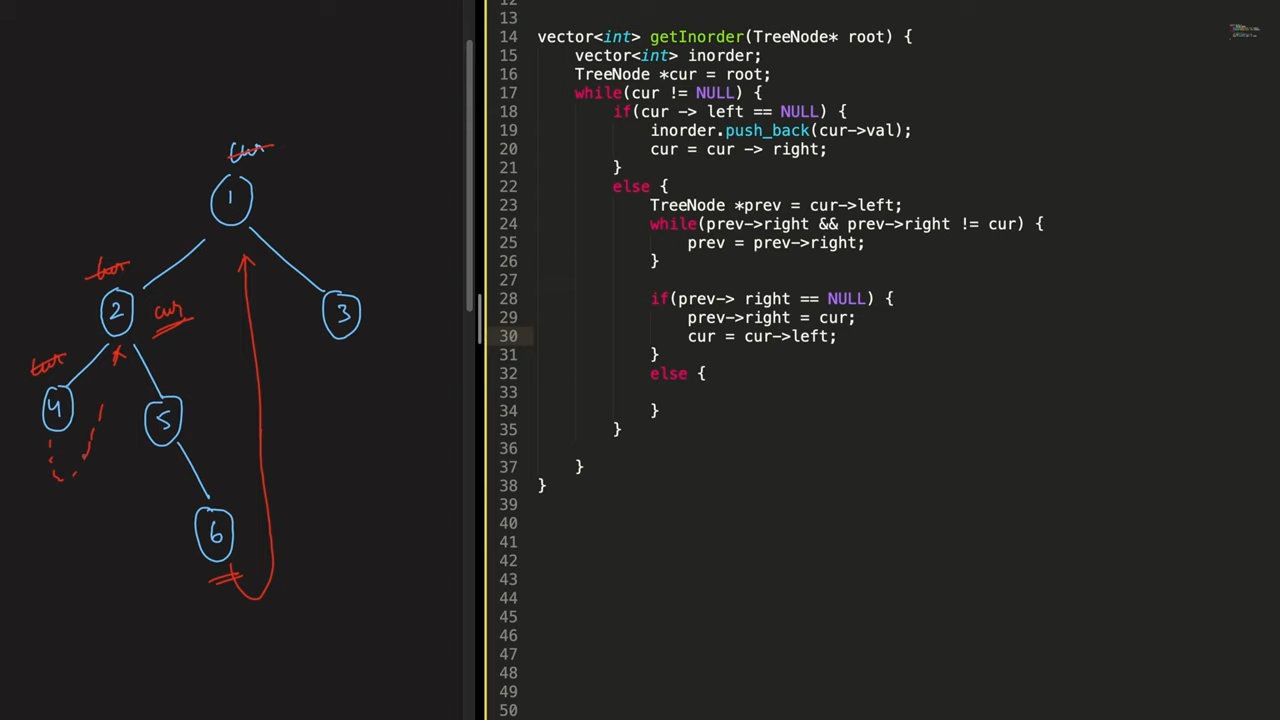 cur
1
cur
2
cur
3
cur
4
5
6
12
13
14 vector<int> getInorder(TreeNode* root) {
15 vector<int> inorder;
16 TreeNode *cur = root;
17 while(cur != NULL) {
18 if(cur -> left == NULL) {
19 inorder.push_back(cur->val);
20 cur = cur -> right;
21 }
22 else {
23 TreeNode *prev = cur->left;
24 while(prev->right && prev->right != cur) {
25 prev = prev->right;
26 }
27
28 if(prev-> right == NULL) {
29 prev->right = cur;
30 cur = cur->left;
31 }
32 else {
33
34 }
35 }
36
37 }
38 }
39
40
41
42
43
44
45
46
47
48
49
50